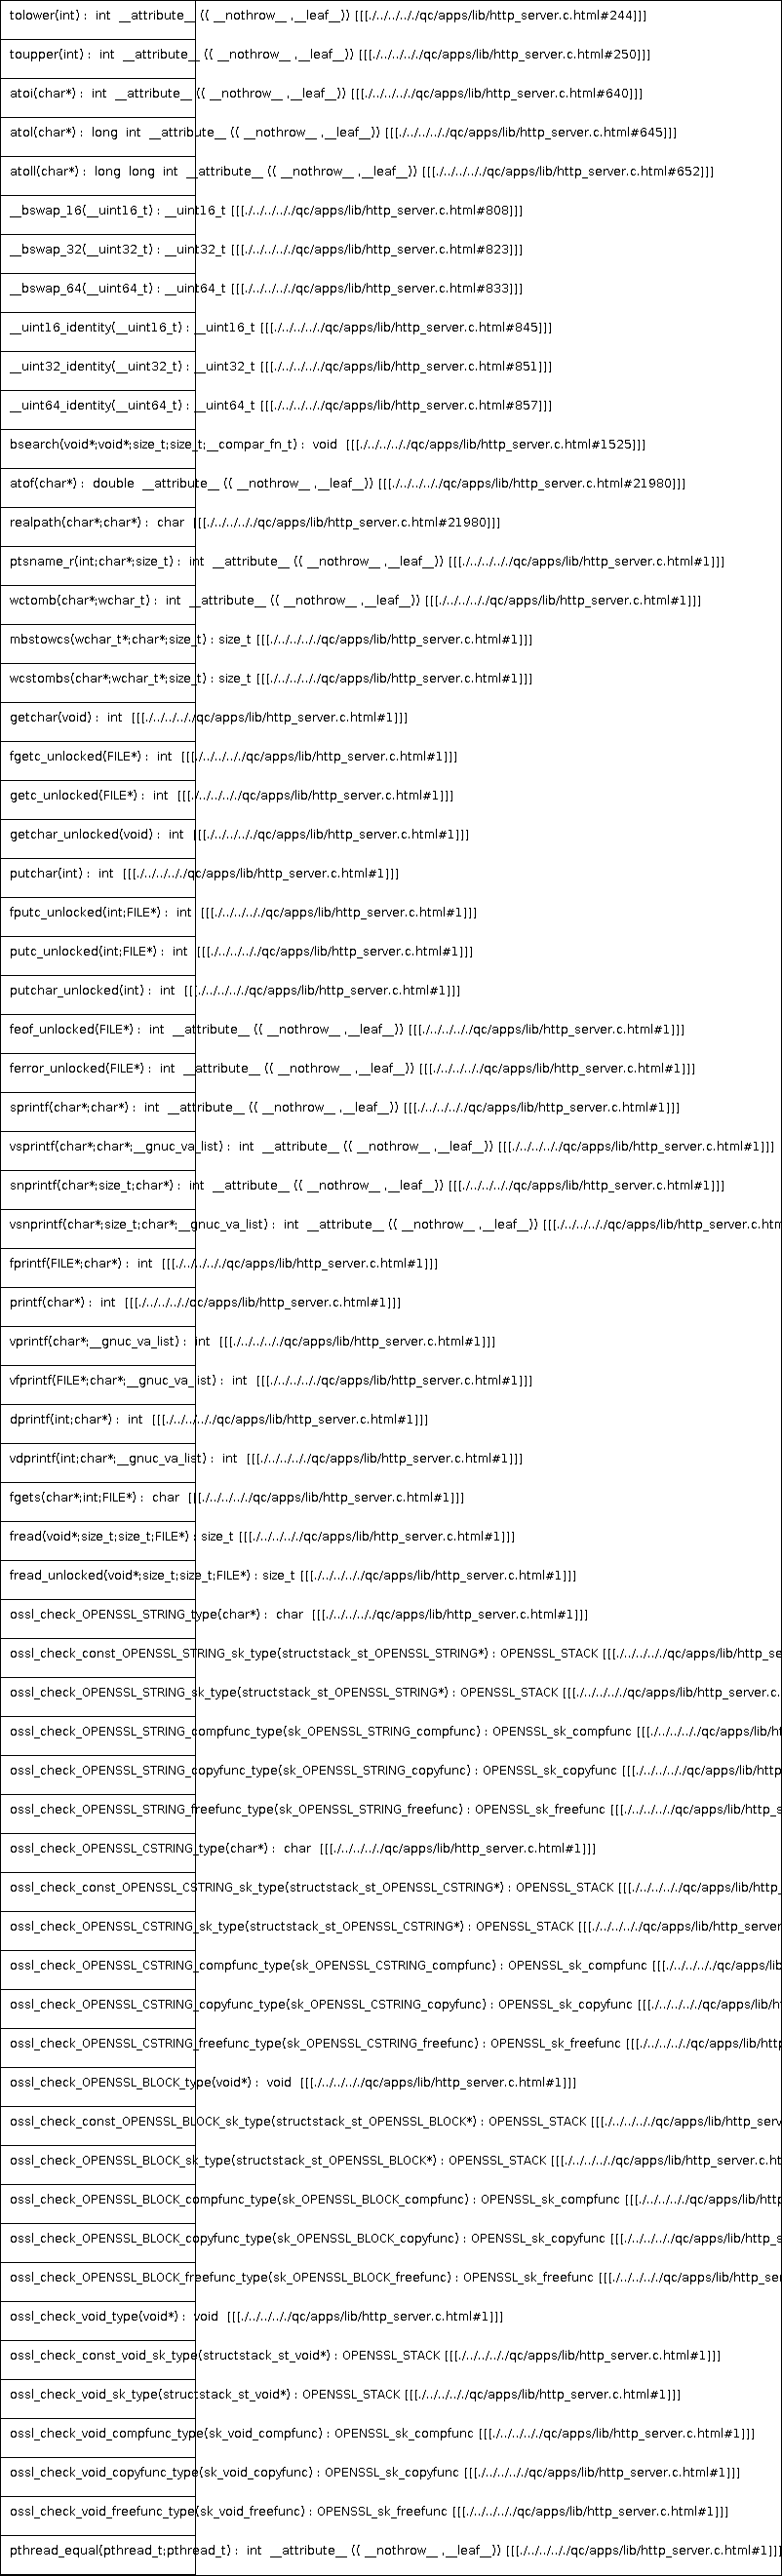 tolower(int) : int __attribute__ (( __nothrow__ ,__leaf__)) [[[./../../../../qc/apps/lib/http_server.c.html#244]]]
toupper(int) : int __attribute__ (( __nothrow__ ,__leaf__)) [[[./../../../../qc/apps/lib/http_server.c.html#250]]]
atoi(char*) : int __attribute__ (( __nothrow__ ,__leaf__)) [[[./../../../../qc/apps/lib/http_server.c.html#640]]]
atol(char*) : long int __attribute__ (( __nothrow__ ,__leaf__)) [[[./../../../../qc/apps/lib/http_server.c.html#645]]]
atoll(char*) : long long int __attribute__ (( __nothrow__ ,__leaf__)) [[[./../../../../qc/apps/lib/http_server.c.html#652]]]
__bswap_16(__uint16_t) : __uint16_t [[[./../../../../qc/apps/lib/http_server.c.html#808]]]
__bswap_32(__uint32_t) : __uint32_t [[[./../../../../qc/apps/lib/http_server.c.html#823]]]
__bswap_64(__uint64_t) : __uint64_t [[[./../../../../qc/apps/lib/http_server.c.html#833]]]
__uint16_identity(__uint16_t) : __uint16_t [[[./../../../../qc/apps/lib/http_server.c.html#845]]]
__uint32_identity(__uint32_t) : __uint32_t [[[./../../../../qc/apps/lib/http_server.c.html#851]]]
__uint64_identity(__uint64_t) : __uint64_t [[[./../../../../qc/apps/lib/http_server.c.html#857]]]
bsearch(void*;void*;size_t;size_t;__compar_fn_t) : void [[[./../../../../qc/apps/lib/http_server.c.html#1525]]]
atof(char*) : double __attribute__ (( __nothrow__ ,__leaf__)) [[[./../../../../qc/apps/lib/http_server.c.html#21980]]]
realpath(char*;char*) : char [[[./../../../../qc/apps/lib/http_server.c.html#21980]]]
ptsname_r(int;char*;size_t) : int __attribute__ (( __nothrow__ ,__leaf__)) [[[./../../../../qc/apps/lib/http_server.c.html#1]]]
wctomb(char*;wchar_t) : int __attribute__ (( __nothrow__ ,__leaf__)) [[[./../../../../qc/apps/lib/http_server.c.html#1]]]
mbstowcs(wchar_t*;char*;size_t) : size_t [[[./../../../../qc/apps/lib/http_server.c.html#1]]]
wcstombs(char*;wchar_t*;size_t) : size_t [[[./../../../../qc/apps/lib/http_server.c.html#1]]]
getchar(void) : int [[[./../../../../qc/apps/lib/http_server.c.html#1]]]
fgetc_unlocked(FILE*) : int [[[./../../../../qc/apps/lib/http_server.c.html#1]]]
getc_unlocked(FILE*) : int [[[./../../../../qc/apps/lib/http_server.c.html#1]]]
getchar_unlocked(void) : int [[[./../../../../qc/apps/lib/http_server.c.html#1]]]
putchar(int) : int [[[./../../../../qc/apps/lib/http_server.c.html#1]]]
fputc_unlocked(int;FILE*) : int [[[./../../../../qc/apps/lib/http_server.c.html#1]]]
putc_unlocked(int;FILE*) : int [[[./../../../../qc/apps/lib/http_server.c.html#1]]]
putchar_unlocked(int) : int [[[./../../../../qc/apps/lib/http_server.c.html#1]]]
feof_unlocked(FILE*) : int __attribute__ (( __nothrow__ ,__leaf__)) [[[./../../../../qc/apps/lib/http_server.c.html#1]]]
ferror_unlocked(FILE*) : int __attribute__ (( __nothrow__ ,__leaf__)) [[[./../../../../qc/apps/lib/http_server.c.html#1]]]
sprintf(char*;char*) : int __attribute__ (( __nothrow__ ,__leaf__)) [[[./../../../../qc/apps/lib/http_server.c.html#1]]]
vsprintf(char*;char*;__gnuc_va_list) : int __attribute__ (( __nothrow__ ,__leaf__)) [[[./../../../../qc/apps/lib/http_server.c.html#1]]]
snprintf(char*;size_t;char*) : int __attribute__ (( __nothrow__ ,__leaf__)) [[[./../../../../qc/apps/lib/http_server.c.html#1]]]
vsnprintf(char*;size_t;char*;__gnuc_va_list) : int __attribute__ (( __nothrow__ ,__leaf__)) [[[./../../../../qc/apps/lib/http_server.c.htm
fprintf(FILE*;char*) : int [[[./../../../../qc/apps/lib/http_server.c.html#1]]]
printf(char*) : int [[[./../../../../qc/apps/lib/http_server.c.html#1]]]
vprintf(char*;__gnuc_va_list) : int [[[./../../../../qc/apps/lib/http_server.c.html#1]]]
vfprintf(FILE*;char*;__gnuc_va_list) : int [[[./../../../../qc/apps/lib/http_server.c.html#1]]]
dprintf(int;char*) : int [[[./../../../../qc/apps/lib/http_server.c.html#1]]]
vdprintf(int;char*;__gnuc_va_list) : int [[[./../../../../qc/apps/lib/http_server.c.html#1]]]
fgets(char*;int;FILE*) : char [[[./../../../../qc/apps/lib/http_server.c.html#1]]]
fread(void*;size_t;size_t;FILE*) : size_t [[[./../../../../qc/apps/lib/http_server.c.html#1]]]
fread_unlocked(void*;size_t;size_t;FILE*) : size_t [[[./../../../../qc/apps/lib/http_server.c.html#1]]]
ossl_check_OPENSSL_STRING_type(char*) : char [[[./../../../../qc/apps/lib/http_server.c.html#1]]]
ossl_check_const_OPENSSL_STRING_sk_type(structstack_st_OPENSSL_STRING*) : OPENSSL_STACK [[[./../../../../qc/apps/lib/http_se
ossl_check_OPENSSL_STRING_sk_type(structstack_st_OPENSSL_STRING*) : OPENSSL_STACK [[[./../../../../qc/apps/lib/http_server.c.
ossl_check_OPENSSL_STRING_compfunc_type(sk_OPENSSL_STRING_compfunc) : OPENSSL_sk_compfunc [[[./../../../../qc/apps/lib/ht
ossl_check_OPENSSL_STRING_copyfunc_type(sk_OPENSSL_STRING_copyfunc) : OPENSSL_sk_copyfunc [[[./../../../../qc/apps/lib/http
ossl_check_OPENSSL_STRING_freefunc_type(sk_OPENSSL_STRING_freefunc) : OPENSSL_sk_freefunc [[[./../../../../qc/apps/lib/http_s
ossl_check_OPENSSL_CSTRING_type(char*) : char [[[./../../../../qc/apps/lib/http_server.c.html#1]]]
ossl_check_const_OPENSSL_CSTRING_sk_type(structstack_st_OPENSSL_CSTRING*) : OPENSSL_STACK [[[./../../../../qc/apps/lib/http_
ossl_check_OPENSSL_CSTRING_sk_type(structstack_st_OPENSSL_CSTRING*) : OPENSSL_STACK [[[./../../../../qc/apps/lib/http_server
ossl_check_OPENSSL_CSTRING_compfunc_type(sk_OPENSSL_CSTRING_compfunc) : OPENSSL_sk_compfunc [[[./../../../../qc/apps/lib
ossl_check_OPENSSL_CSTRING_copyfunc_type(sk_OPENSSL_CSTRING_copyfunc) : OPENSSL_sk_copyfunc [[[./../../../../qc/apps/lib/ht
ossl_check_OPENSSL_CSTRING_freefunc_type(sk_OPENSSL_CSTRING_freefunc) : OPENSSL_sk_freefunc [[[./../../../../qc/apps/lib/http
ossl_check_OPENSSL_BLOCK_type(void*) : void [[[./../../../../qc/apps/lib/http_server.c.html#1]]]
ossl_check_const_OPENSSL_BLOCK_sk_type(structstack_st_OPENSSL_BLOCK*) : OPENSSL_STACK [[[./../../../../qc/apps/lib/http_serv
ossl_check_OPENSSL_BLOCK_sk_type(structstack_st_OPENSSL_BLOCK*) : OPENSSL_STACK [[[./../../../../qc/apps/lib/http_server.c.ht
ossl_check_OPENSSL_BLOCK_compfunc_type(sk_OPENSSL_BLOCK_compfunc) : OPENSSL_sk_compfunc [[[./../../../../qc/apps/lib/http
ossl_check_OPENSSL_BLOCK_copyfunc_type(sk_OPENSSL_BLOCK_copyfunc) : OPENSSL_sk_copyfunc [[[./../../../../qc/apps/lib/http_s
ossl_check_OPENSSL_BLOCK_freefunc_type(sk_OPENSSL_BLOCK_freefunc) : OPENSSL_sk_freefunc [[[./../../../../qc/apps/lib/http_ser
ossl_check_void_type(void*) : void [[[./../../../../qc/apps/lib/http_server.c.html#1]]]
ossl_check_const_void_sk_type(structstack_st_void*) : OPENSSL_STACK [[[./../../../../qc/apps/lib/http_server.c.html#1]]]
ossl_check_void_sk_type(structstack_st_void*) : OPENSSL_STACK [[[./../../../../qc/apps/lib/http_server.c.html#1]]]
ossl_check_void_compfunc_type(sk_void_compfunc) : OPENSSL_sk_compfunc [[[./../../../../qc/apps/lib/http_server.c.html#1]]]
ossl_check_void_copyfunc_type(sk_void_copyfunc) : OPENSSL_sk_copyfunc [[[./../../../../qc/apps/lib/http_server.c.html#1]]]
ossl_check_void_freefunc_type(sk_void_freefunc) : OPENSSL_sk_freefunc [[[./../../../../qc/apps/lib/http_server.c.html#1]]]
pthread_equal(pthread_t;pthread_t) : int __attribute__ (( __nothrow__ ,__leaf__)) [[[./../../../../qc/apps/lib/http_server.c.html#1]]]